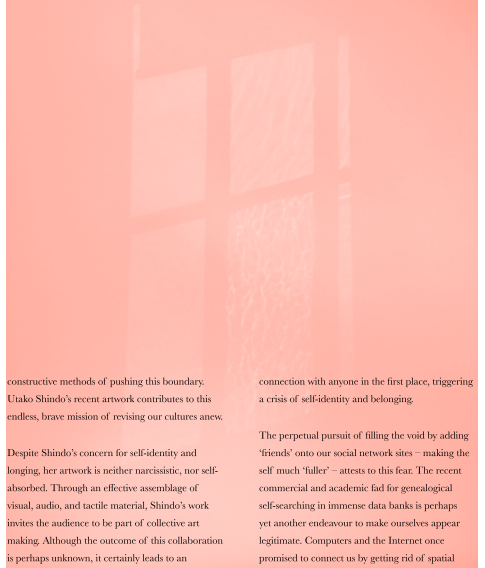 constructive methods of pushing this boundary.
Utako Shindo's recent artwork contributes to this
endless, brave mission of revising our cultures anew.
Despite Shindo's concern for self-identity and
longing, her artwork is neither narcissistic, nor self-
absorbed. Through an effective assemblage of
visual, audio, and tactile material, Shindo's work
invites the audience to be part of collective art
making. Although the outcome of this collaboration
is perhaps unknown, it certainly leads to an
connection with anyone in the first place, triggering
a crisis of self-identity and belonging.
The perpetual pursuit of filling the void by adding
‘friends’ onto our social network sites – making the
self much ‘fuller’ – attests to this fear. The recent
commercial and academic fad for genealogical
self-searching in immense data banks is perhaps
yet another endeavour to make ourselves appear
legitimate. Computers and the Internet once
promised to connect us by getting rid of spatial